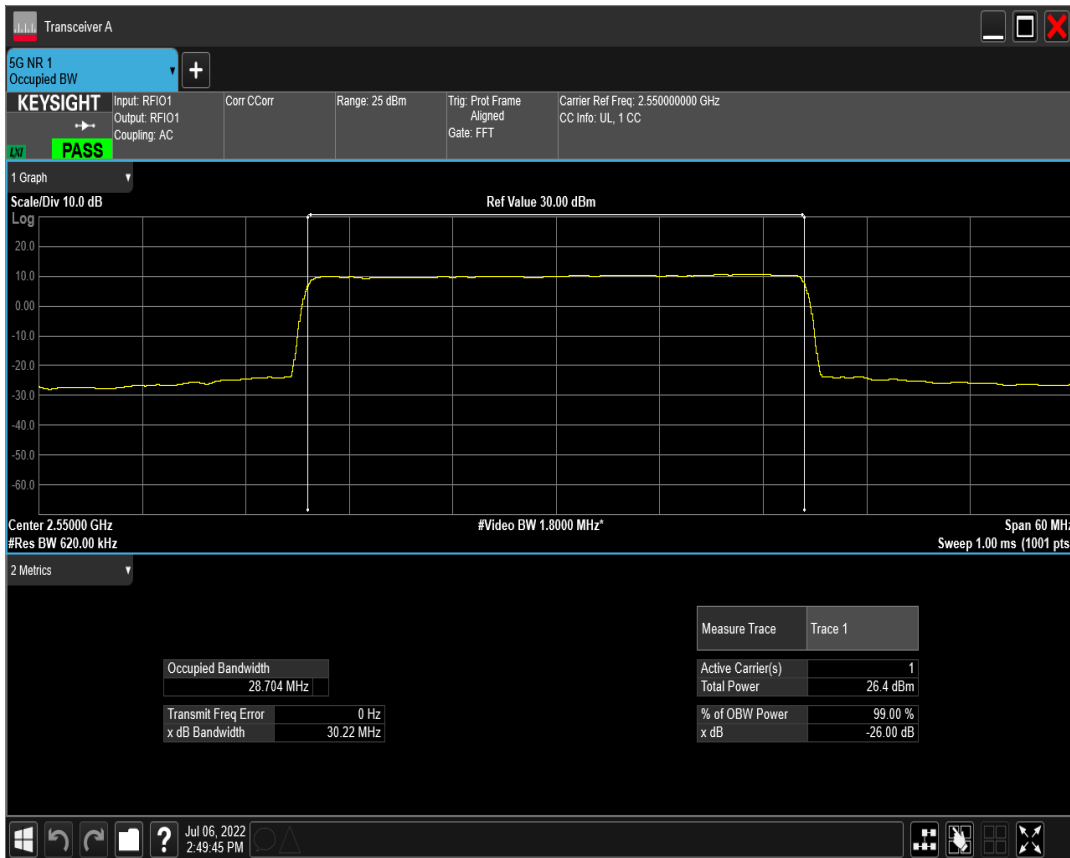 Transceiver A
5G NR 1
Occupied BW
+
KEYSIGHT
LXI
PASS
Input: RFIO1
Output: RFIO1
Coupling: AC
Corr CCorr
Range: 25 dBm
Trig: Prot Frame
Aligned
Gate: FFT
Carrier Ref Freq: 2.550000000 GHz
CC Info: UL, 1 CC
1 Graph
Scale/Div 10.0 dB
Ref Value 30.00 dBm
Log
20.0
10.0
0.00
-10.0
-20.0
-30.0
-40.0
-50.0
-60.0
Center 2.55000 GHz
#Video BW 1.8000 MHz*
Span 60 MHz
#Res BW 620.00 kHz
Sweep 1.00 ms (1001 pts
2 Metrics
Measure Trace Trace 1
Occupied Bandwidth
28.704 MHz
Transmit Freq Error 0 Hz
x dB Bandwidth 30.22 MHz
Active Carrier(s) 1
Total Power 26.4 dBm
% of OBW Power 99.00 %
x dB -26.00 dB
?
Jul 06, 2022
2:49:45 PM